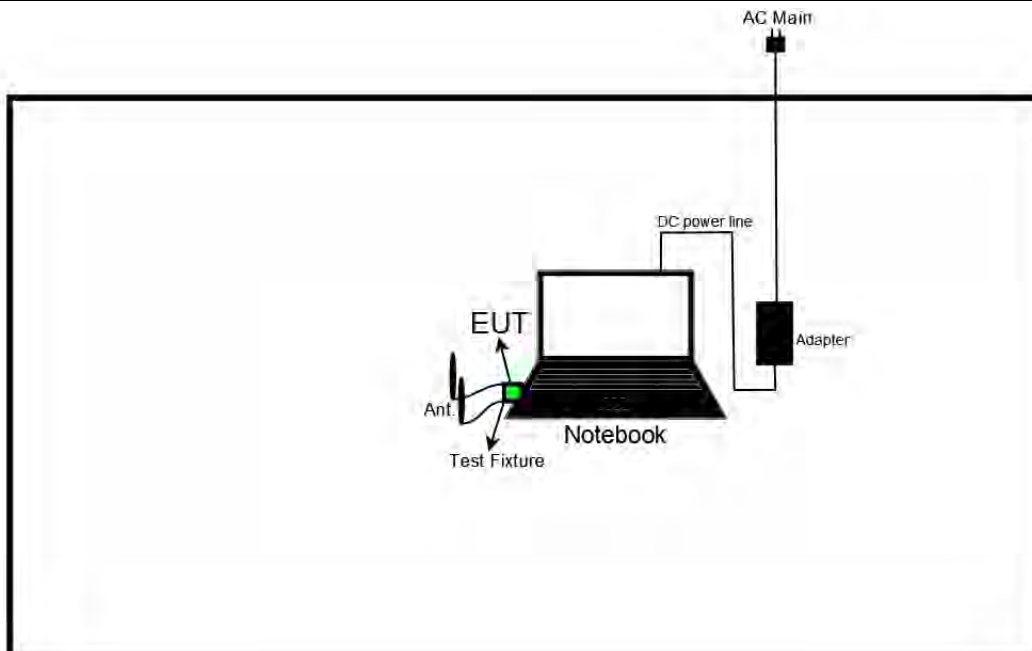 AC Main
DC power line
EUT
Adapter
Ant.
Notebook
Test Fixture